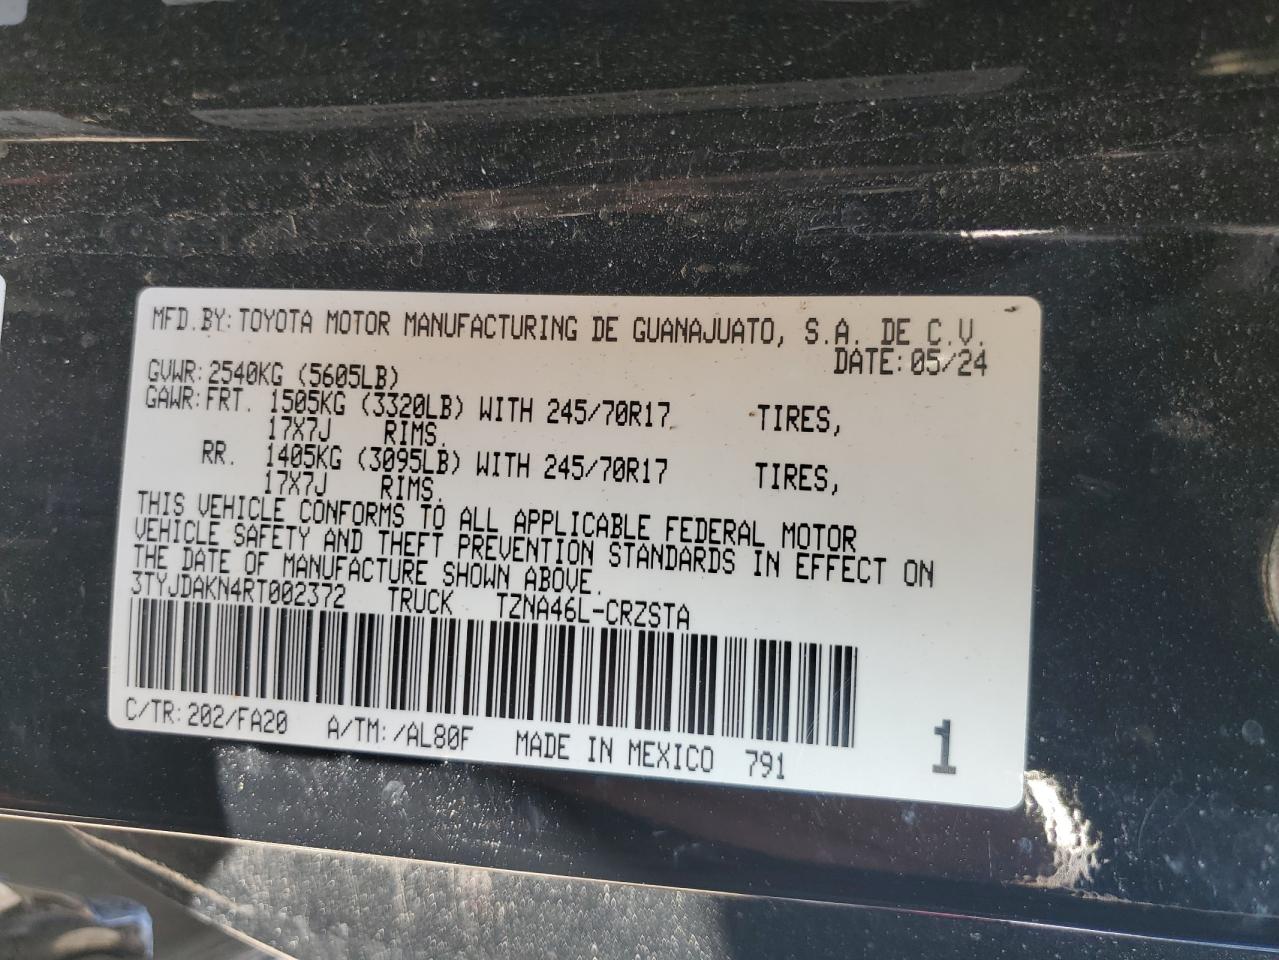 MFD.BY: TOYOTA MOTOR MANUFACTURING DE GUANAJUATO, S.A. DE C.V.
DATE: 05/24
GVWR: 2540KG (5605LB)
GAWR: FRT. 1505KG (3320LB) WITH 245/70R17 TIRES,
17X7J RIMS.
RR. 1405KG (3095LB) WITH 245/70R17 TIRES,
17X7J RIMS.
THIS VEHICLE CONFORMS TO ALL APPLICABLE FEDERAL MOTOR
VEHICLE SAFETY AND THEFT PREVENTION STANDARDS IN EFFECT ON
THE DATE OF MANUFACTURE SHOWN ABOVE.
3TYJDAKN4RT002372 TRUCK TZNA46L-CRZSTA
C/TR: 202/FA20 A/TM: /AL80F MADE IN MEXICO 791 1